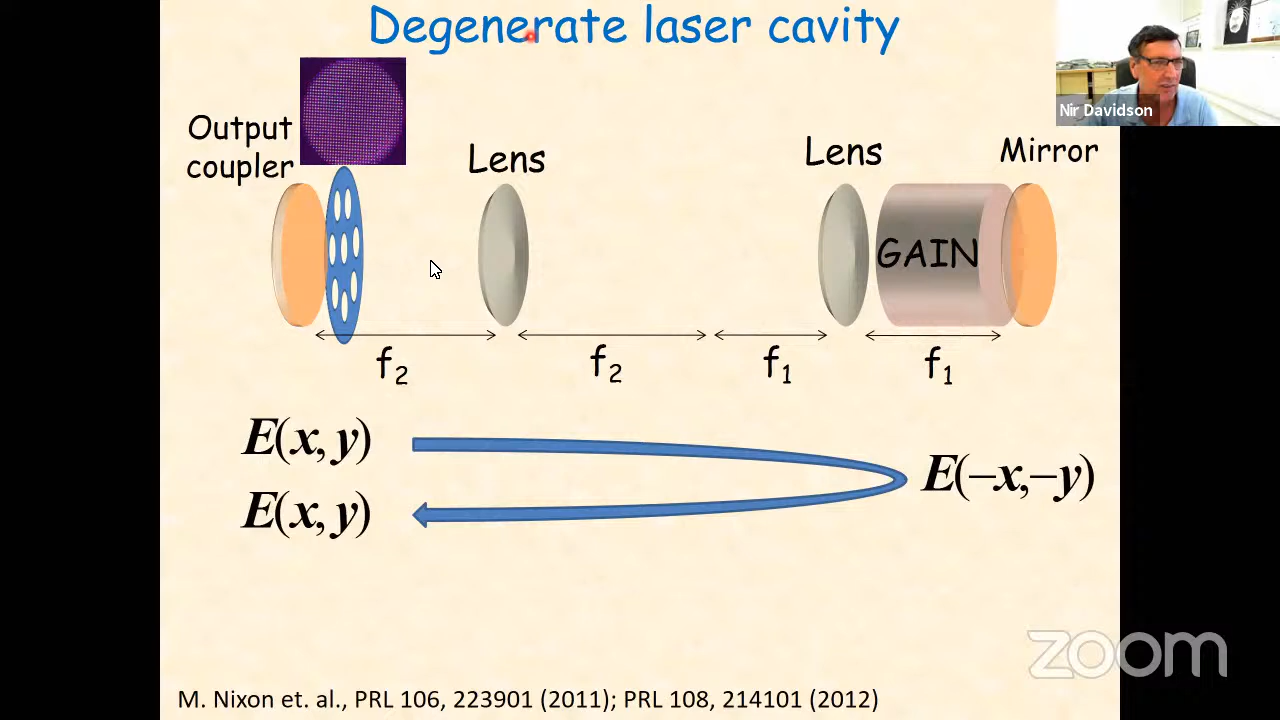 Degenerate laser cavity
Nir Davidson
Output
coupler
Lens
Lens
Mirror
GAIN
f2
f2
f1
f1
E(x, y)
E(−x,−y)
E(x, y)
zoom
M. Nixon et. al., PRL 106, 223901 (2011); PRL 108, 214101 (2012)